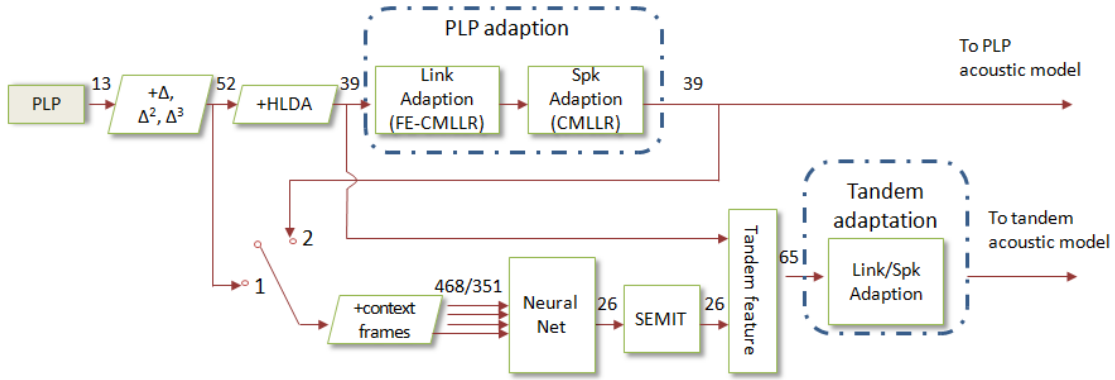 PLP adaption
To PLP
acoustic model
PLP
13
+Δ,
Δ², Δ³
52
+HLDA
39
Link
Adaption
(FE-CMLLR)
Spk
Adaption
(CMLLR)
39
1
2
+context
frames
468/351
Neural
Net
26
SEMIT
26
Tandem feature
65
Tandem
adaptation
Link/Spk
Adaption
To tandem
acoustic model